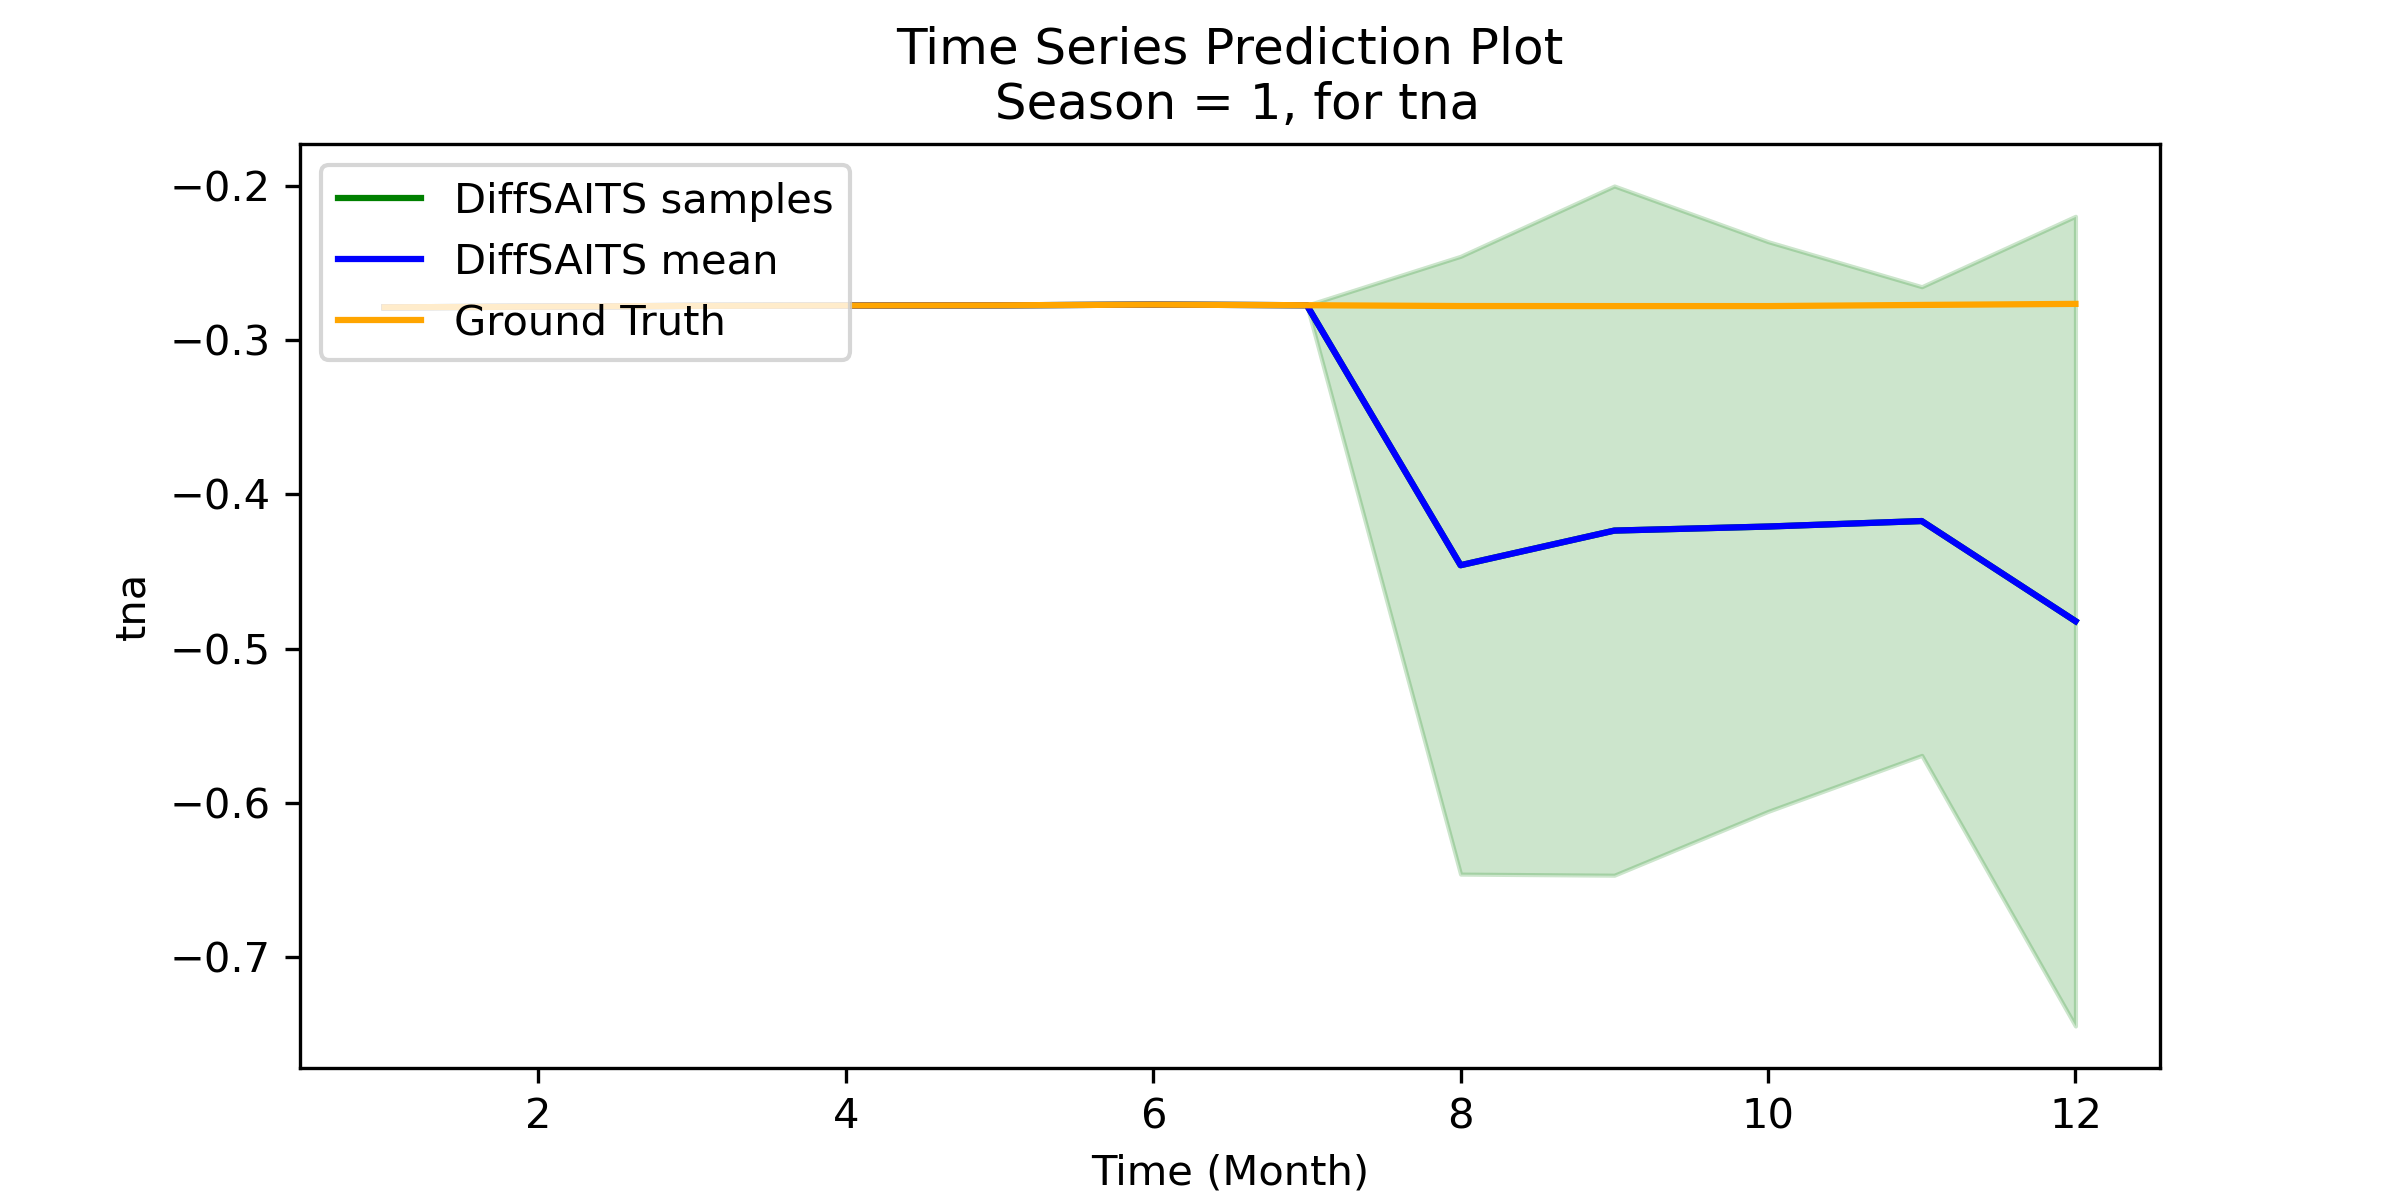 Time Series Prediction Plot
Season = 1, for tna
DiffSAITS samples
DiffSAITS mean
Ground Truth
−0.2
−0.3
−0.4
−0.5
−0.6
−0.7
tna
2 4 6 8 10 12
Time (Month)